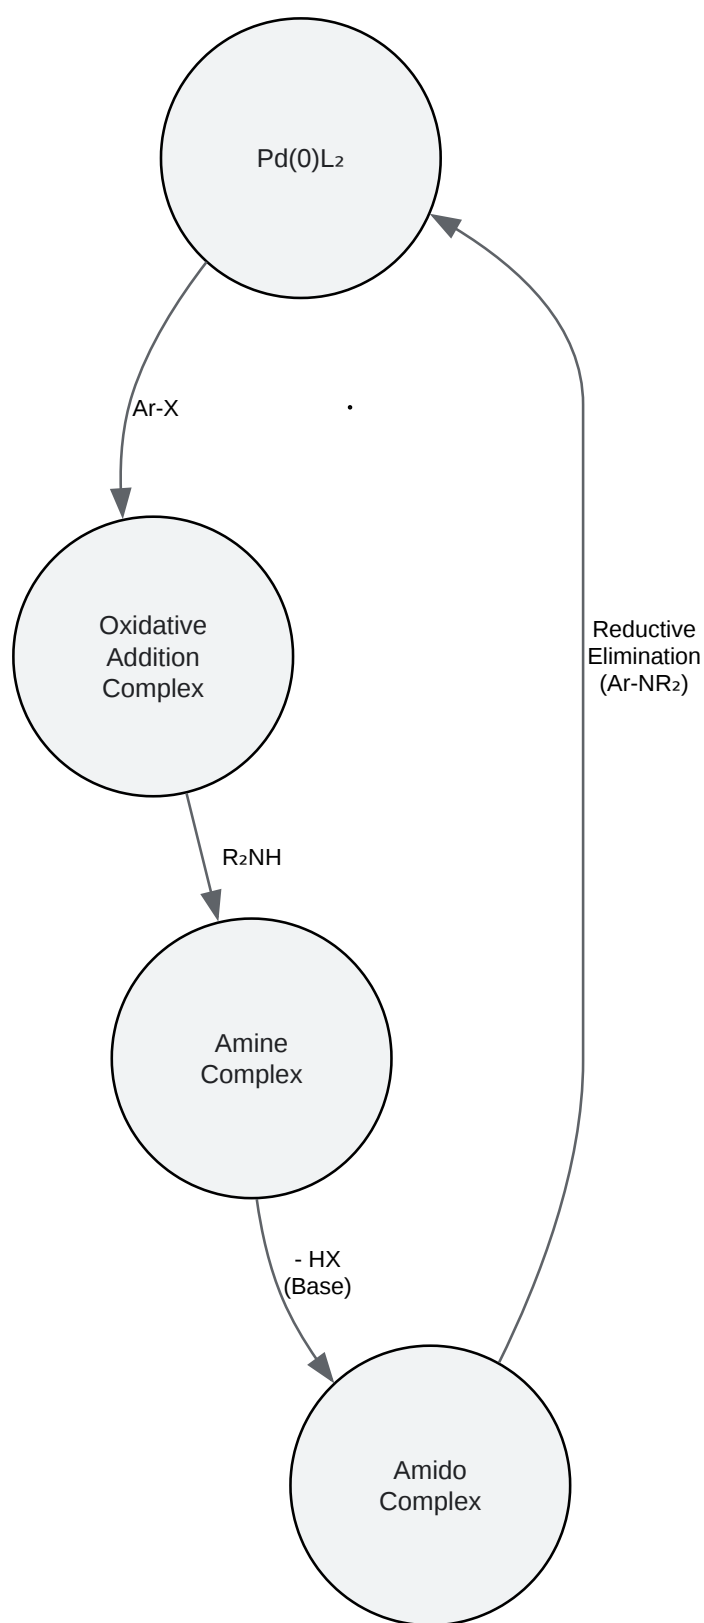 Pd(0)L₂
Ar-X
Oxidative
Addition
Complex
Reductive
Elimination
(Ar-NR₂)
R₂NH
Amine
Complex
- HX
(Base)
Amido
Complex